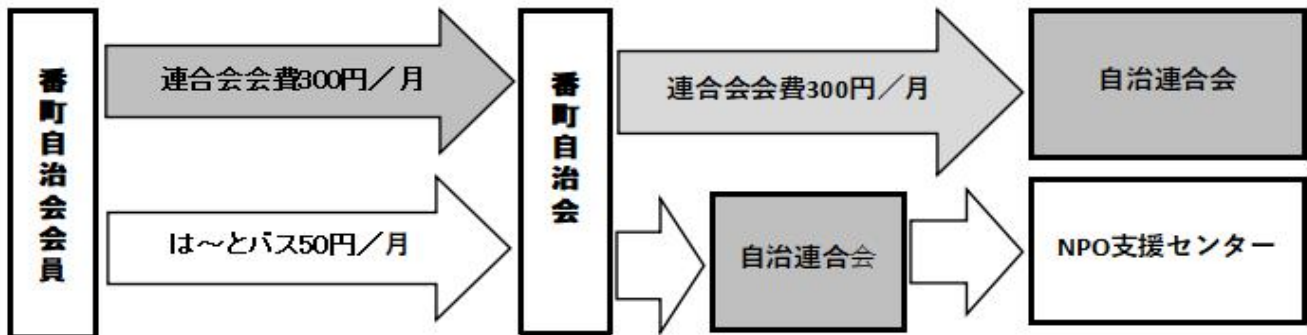 番町自治会会員
連合会会費300円／月
は～とバス50円／月
番町自治会
連合会会費300円／月
自治連合会
自治連合会
NPO支援センター